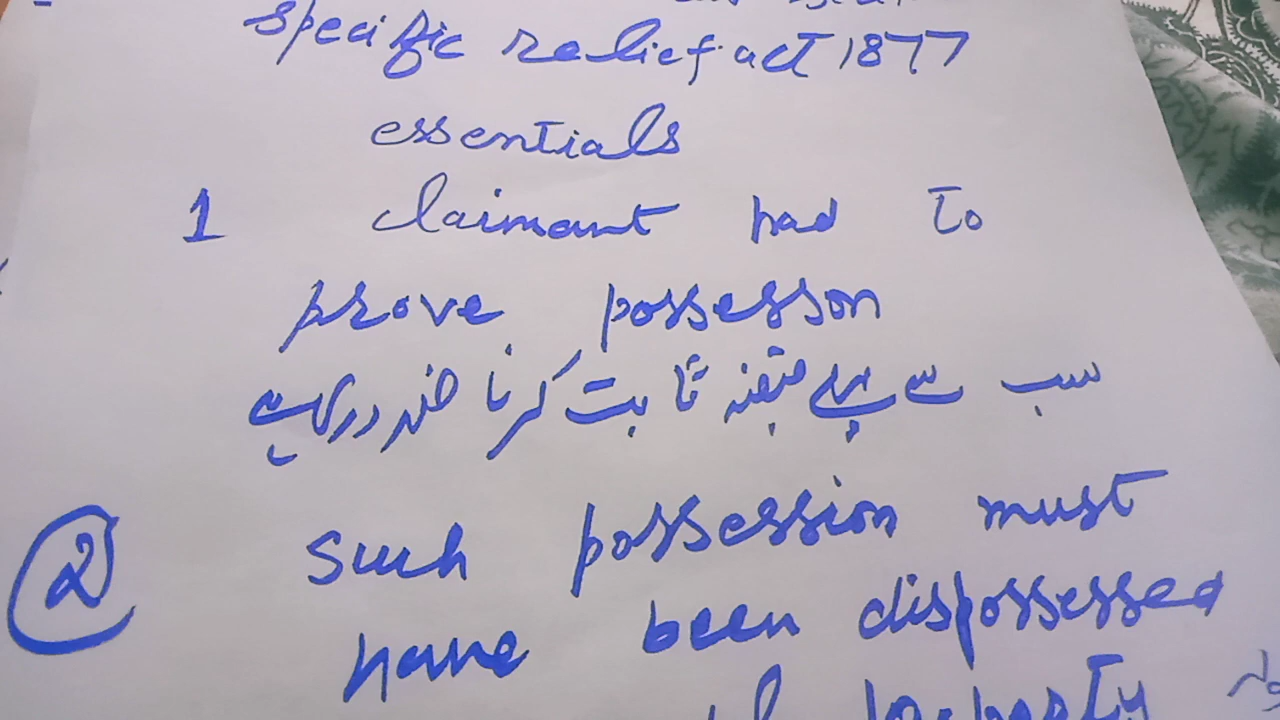 specific relief act 1877
essentials
1 claimant had to
prove possesson
سب سے پہلے قبضہ ثابت کرنا ضروری ہے
2 such possession must
have been dispossessed